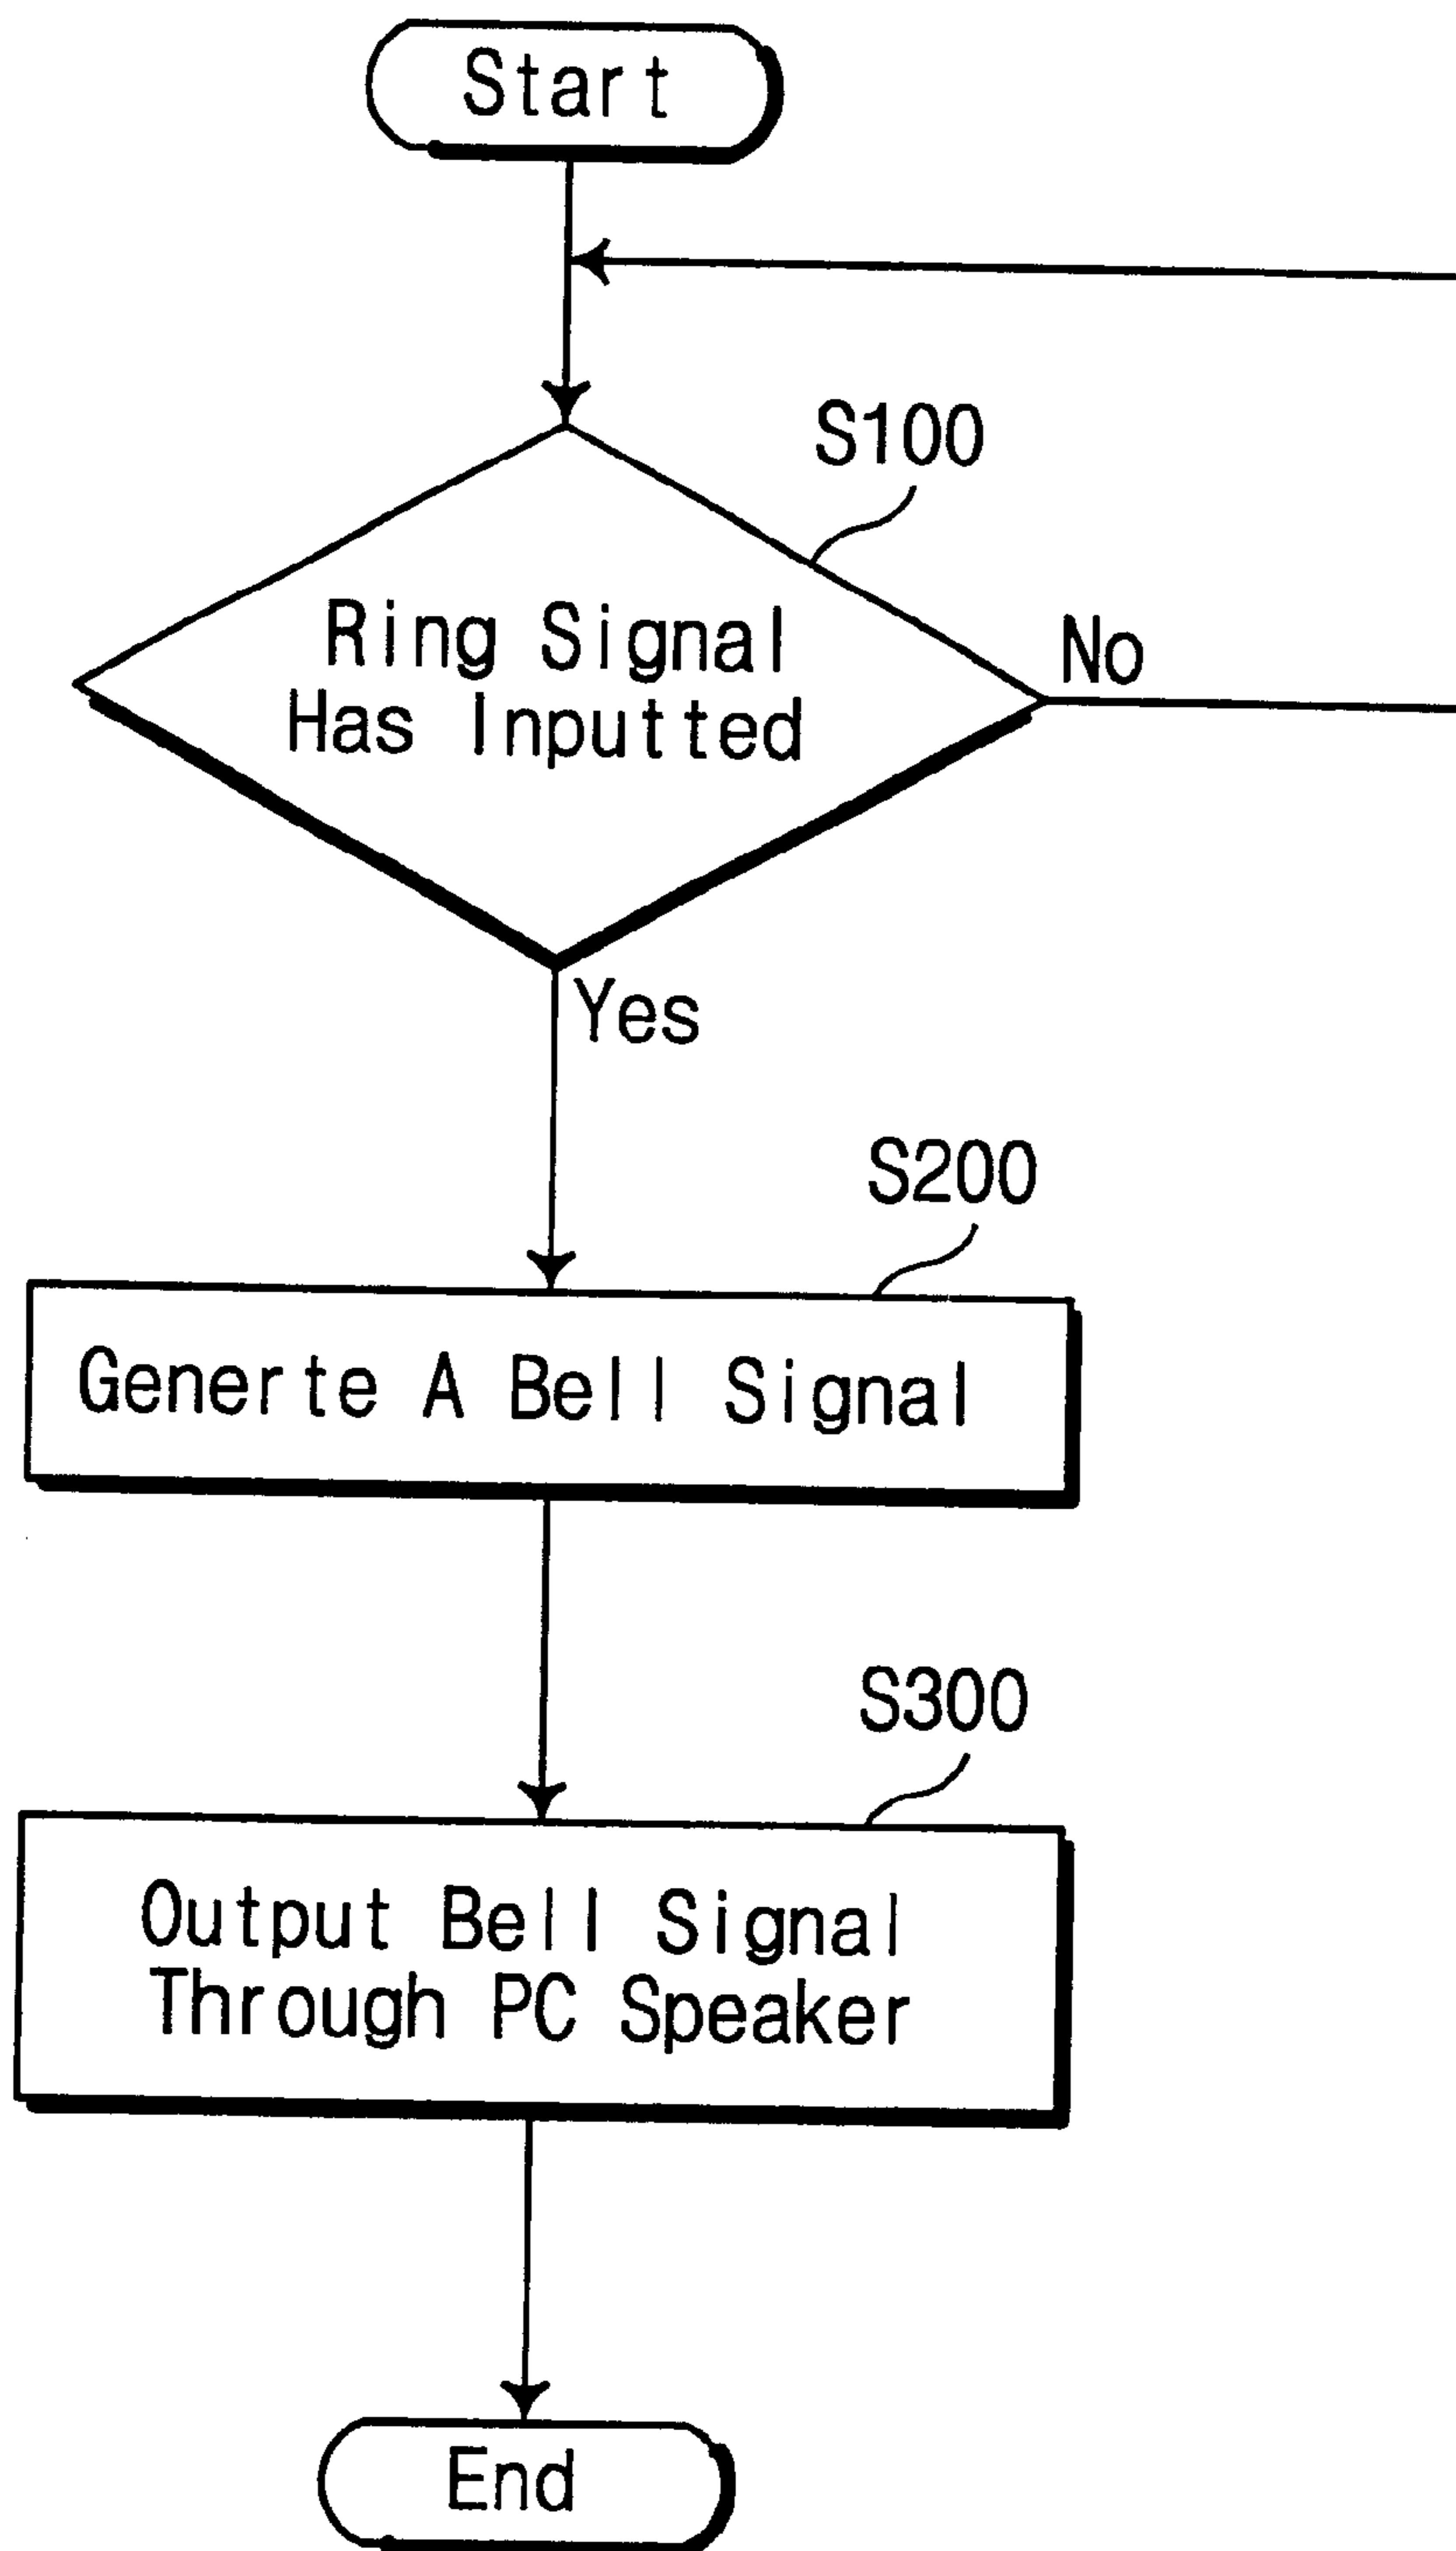 Start
S100
Ring Signal
Has Inputted
No
Yes
S200
Generte A Bell Signal
S300
Output Bell Signal
Through PC Speaker
End